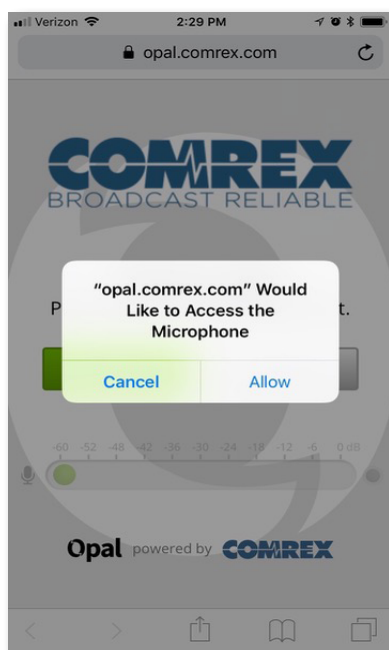 Verizon 2:29 PM
opal.comrex.com
COMREX
BROADCAST RELIABLE
P t.
"opal.comrex.com" Would
Like to Access the
Microphone
Cancel Allow
-60 -52 -48 -42 -36 -30 -24 -18 -12 -6 0 dB
Opal powered by COMREX